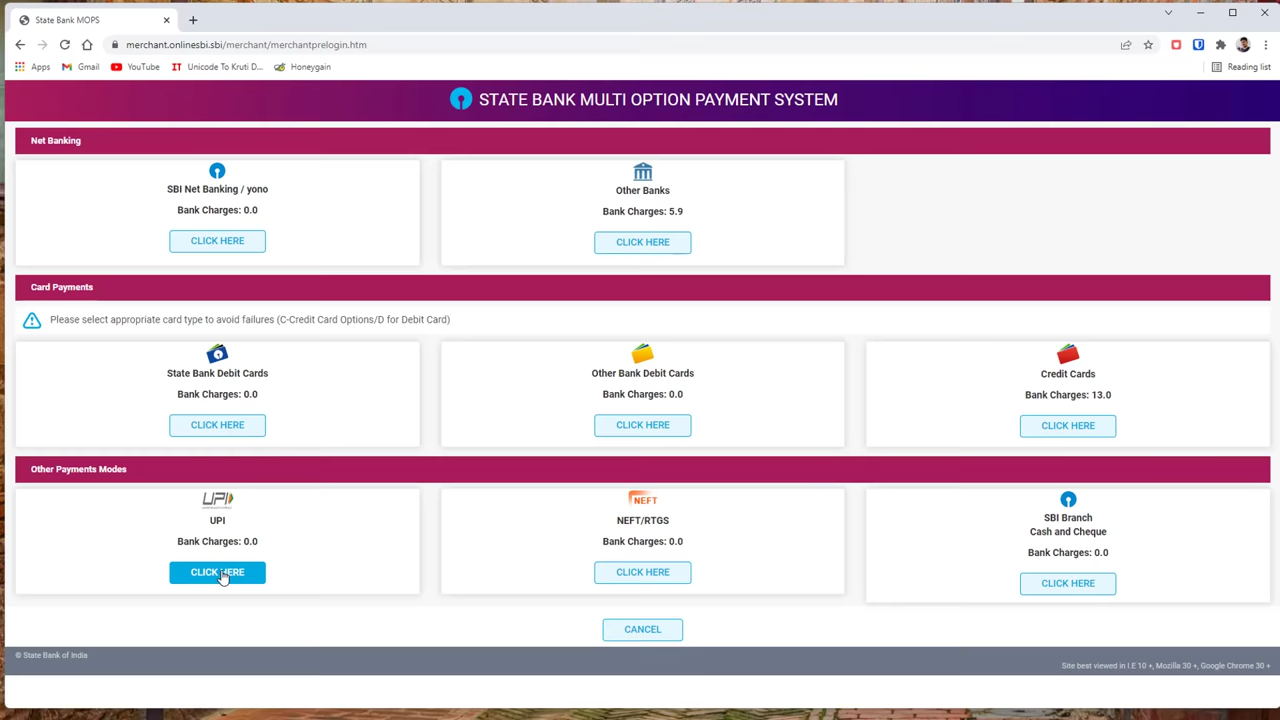 State Bank MOPS
merchant.onlinesbi.sbi/merchant/merchantprelogin.htm
Apps
Gmail
YouTube
IT
Unicode To Kruti D...
Honeygain
Reading list
STATE BANK MULTI OPTION PAYMENT SYSTEM
Net Banking
SBI Net Banking / yono
Bank Charges: 0.0
CLICK HERE
Other Banks
Bank Charges: 5.9
CLICK HERE
Card Payments
Please select appropriate card type to avoid failures (C-Credit Card Options/D for Debit Card)
State Bank Debit Cards
Bank Charges: 0.0
CLICK HERE
Other Bank Debit Cards
Bank Charges: 0.0
CLICK HERE
Credit Cards
Bank Charges: 13.0
CLICK HERE
Other Payments Modes
UPI
UPI
Bank Charges: 0.0
CLICK HERE
NEFT
NEFT/RTGS
Bank Charges: 0.0
CLICK HERE
SBI Branch
Cash and Cheque
Bank Charges: 0.0
CLICK HERE
CANCEL
© State Bank of India
Site best viewed in I.E 10 +, Mozilla 30 +, Google Chrome 30 +